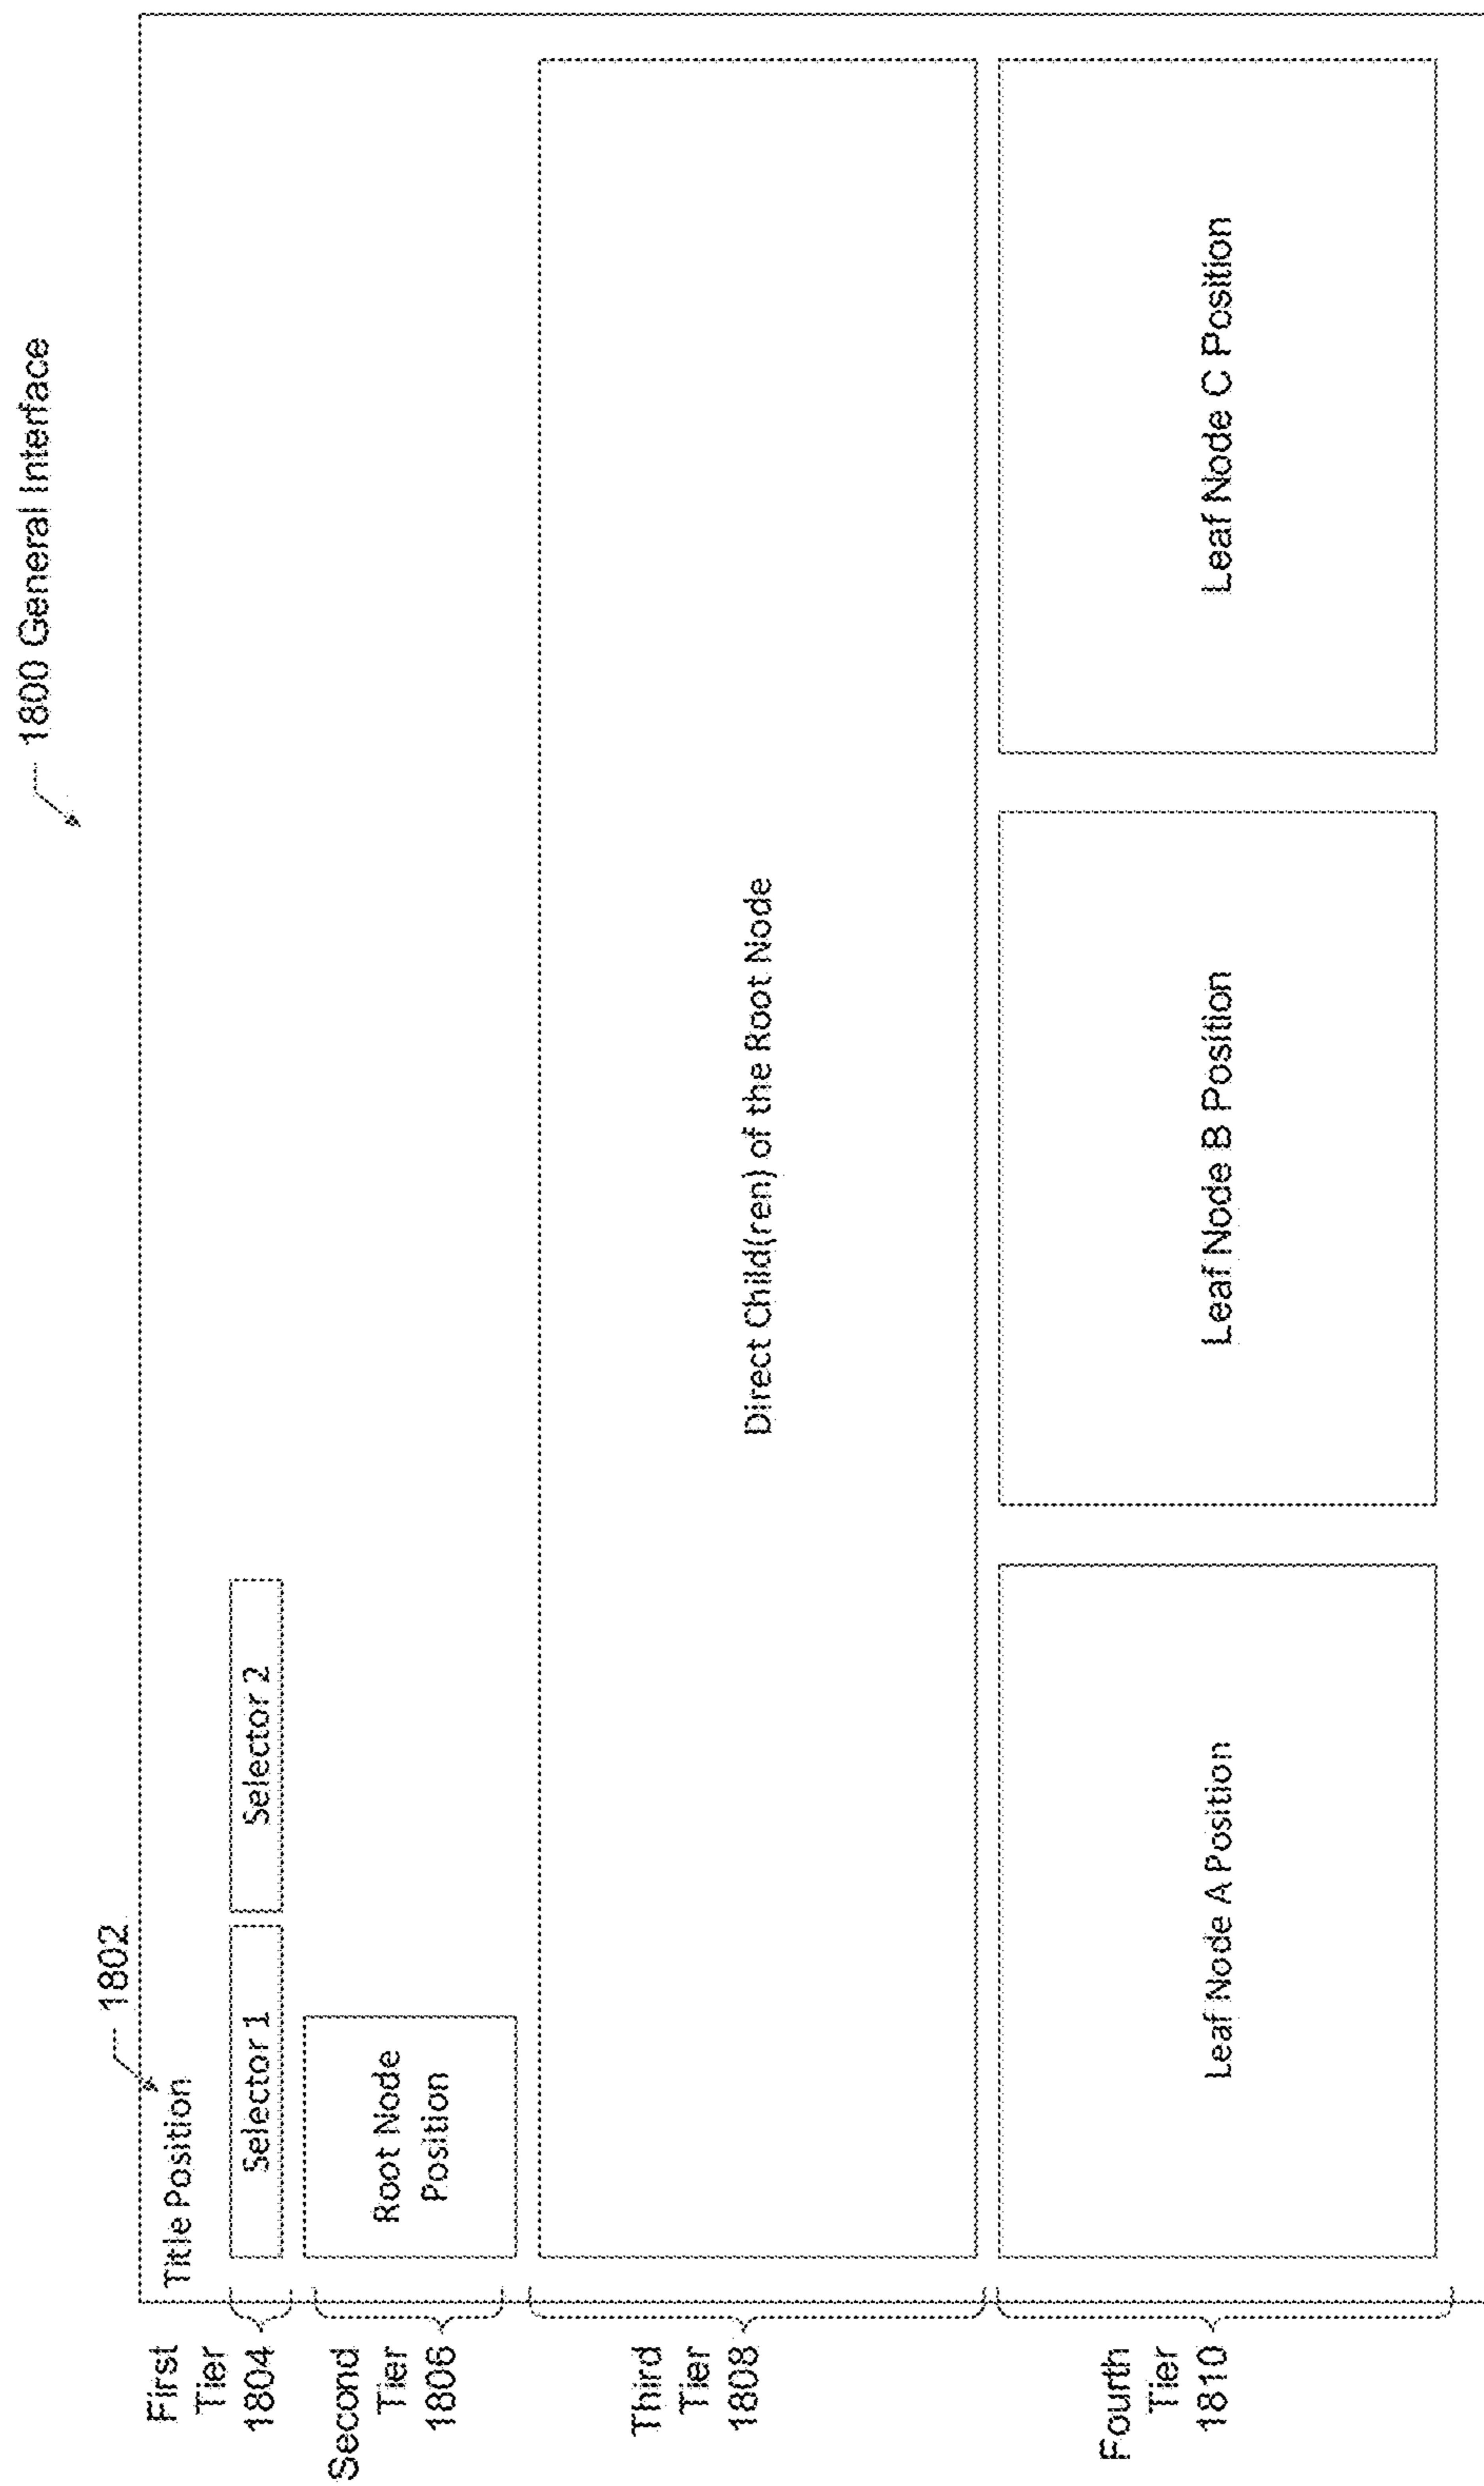 1800 General Interface
1802
Title Position
First
Tier
1804
Selector 1
Selector 2
Second
Tier
1806
Root Node
Position
Third
Tier
1808
Direct Child(ren) of the Root Node
Fourth
Tier
1810
Leaf Node A Position
Leaf Node B Position
Leaf Node C Position